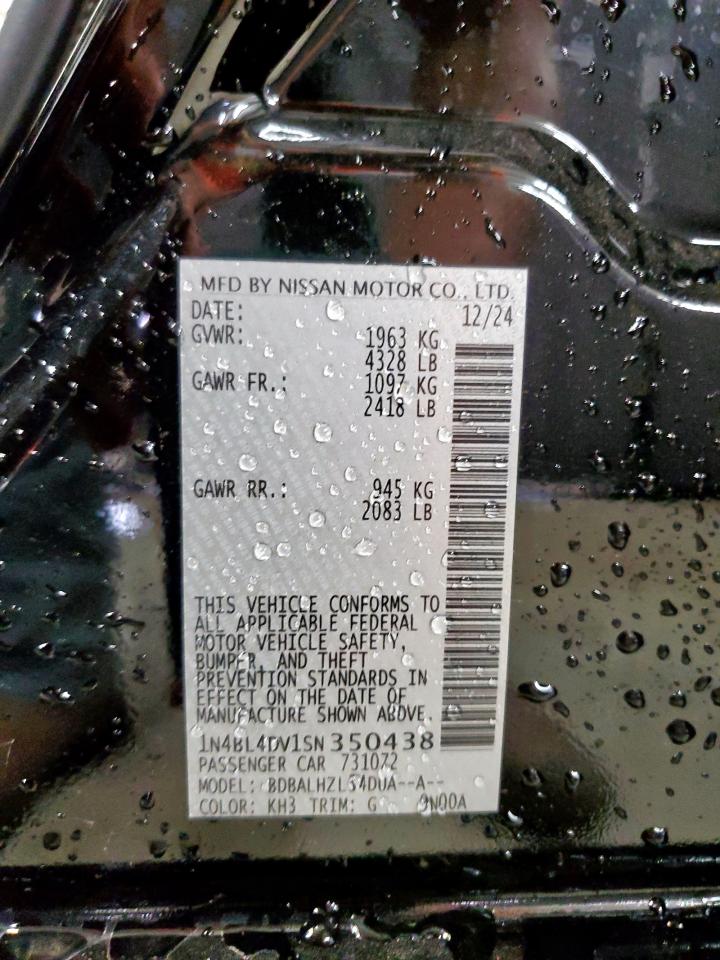 MFD BY NISSAN MOTOR CO., LTD.
DATE: 12/24
GVWR: 1963 KG
4328 LB
GAWR FR.: 1097 KG
2418 LB
GAWR RR.: 945 KG
2083 LB
THIS VEHICLE CONFORMS TO
ALL APPLICABLE FEDERAL
MOTOR VEHICLE SAFETY,
BUMPER, AND THEFT
PREVENTION STANDARDS IN
EFFECT ON THE DATE OF
MANUFACTURE SHOWN ABOVE.
1N4BL4DV1SN350438
PASSENGER CAR 731072
MODEL:
COLOR: KH3 TRIM: G